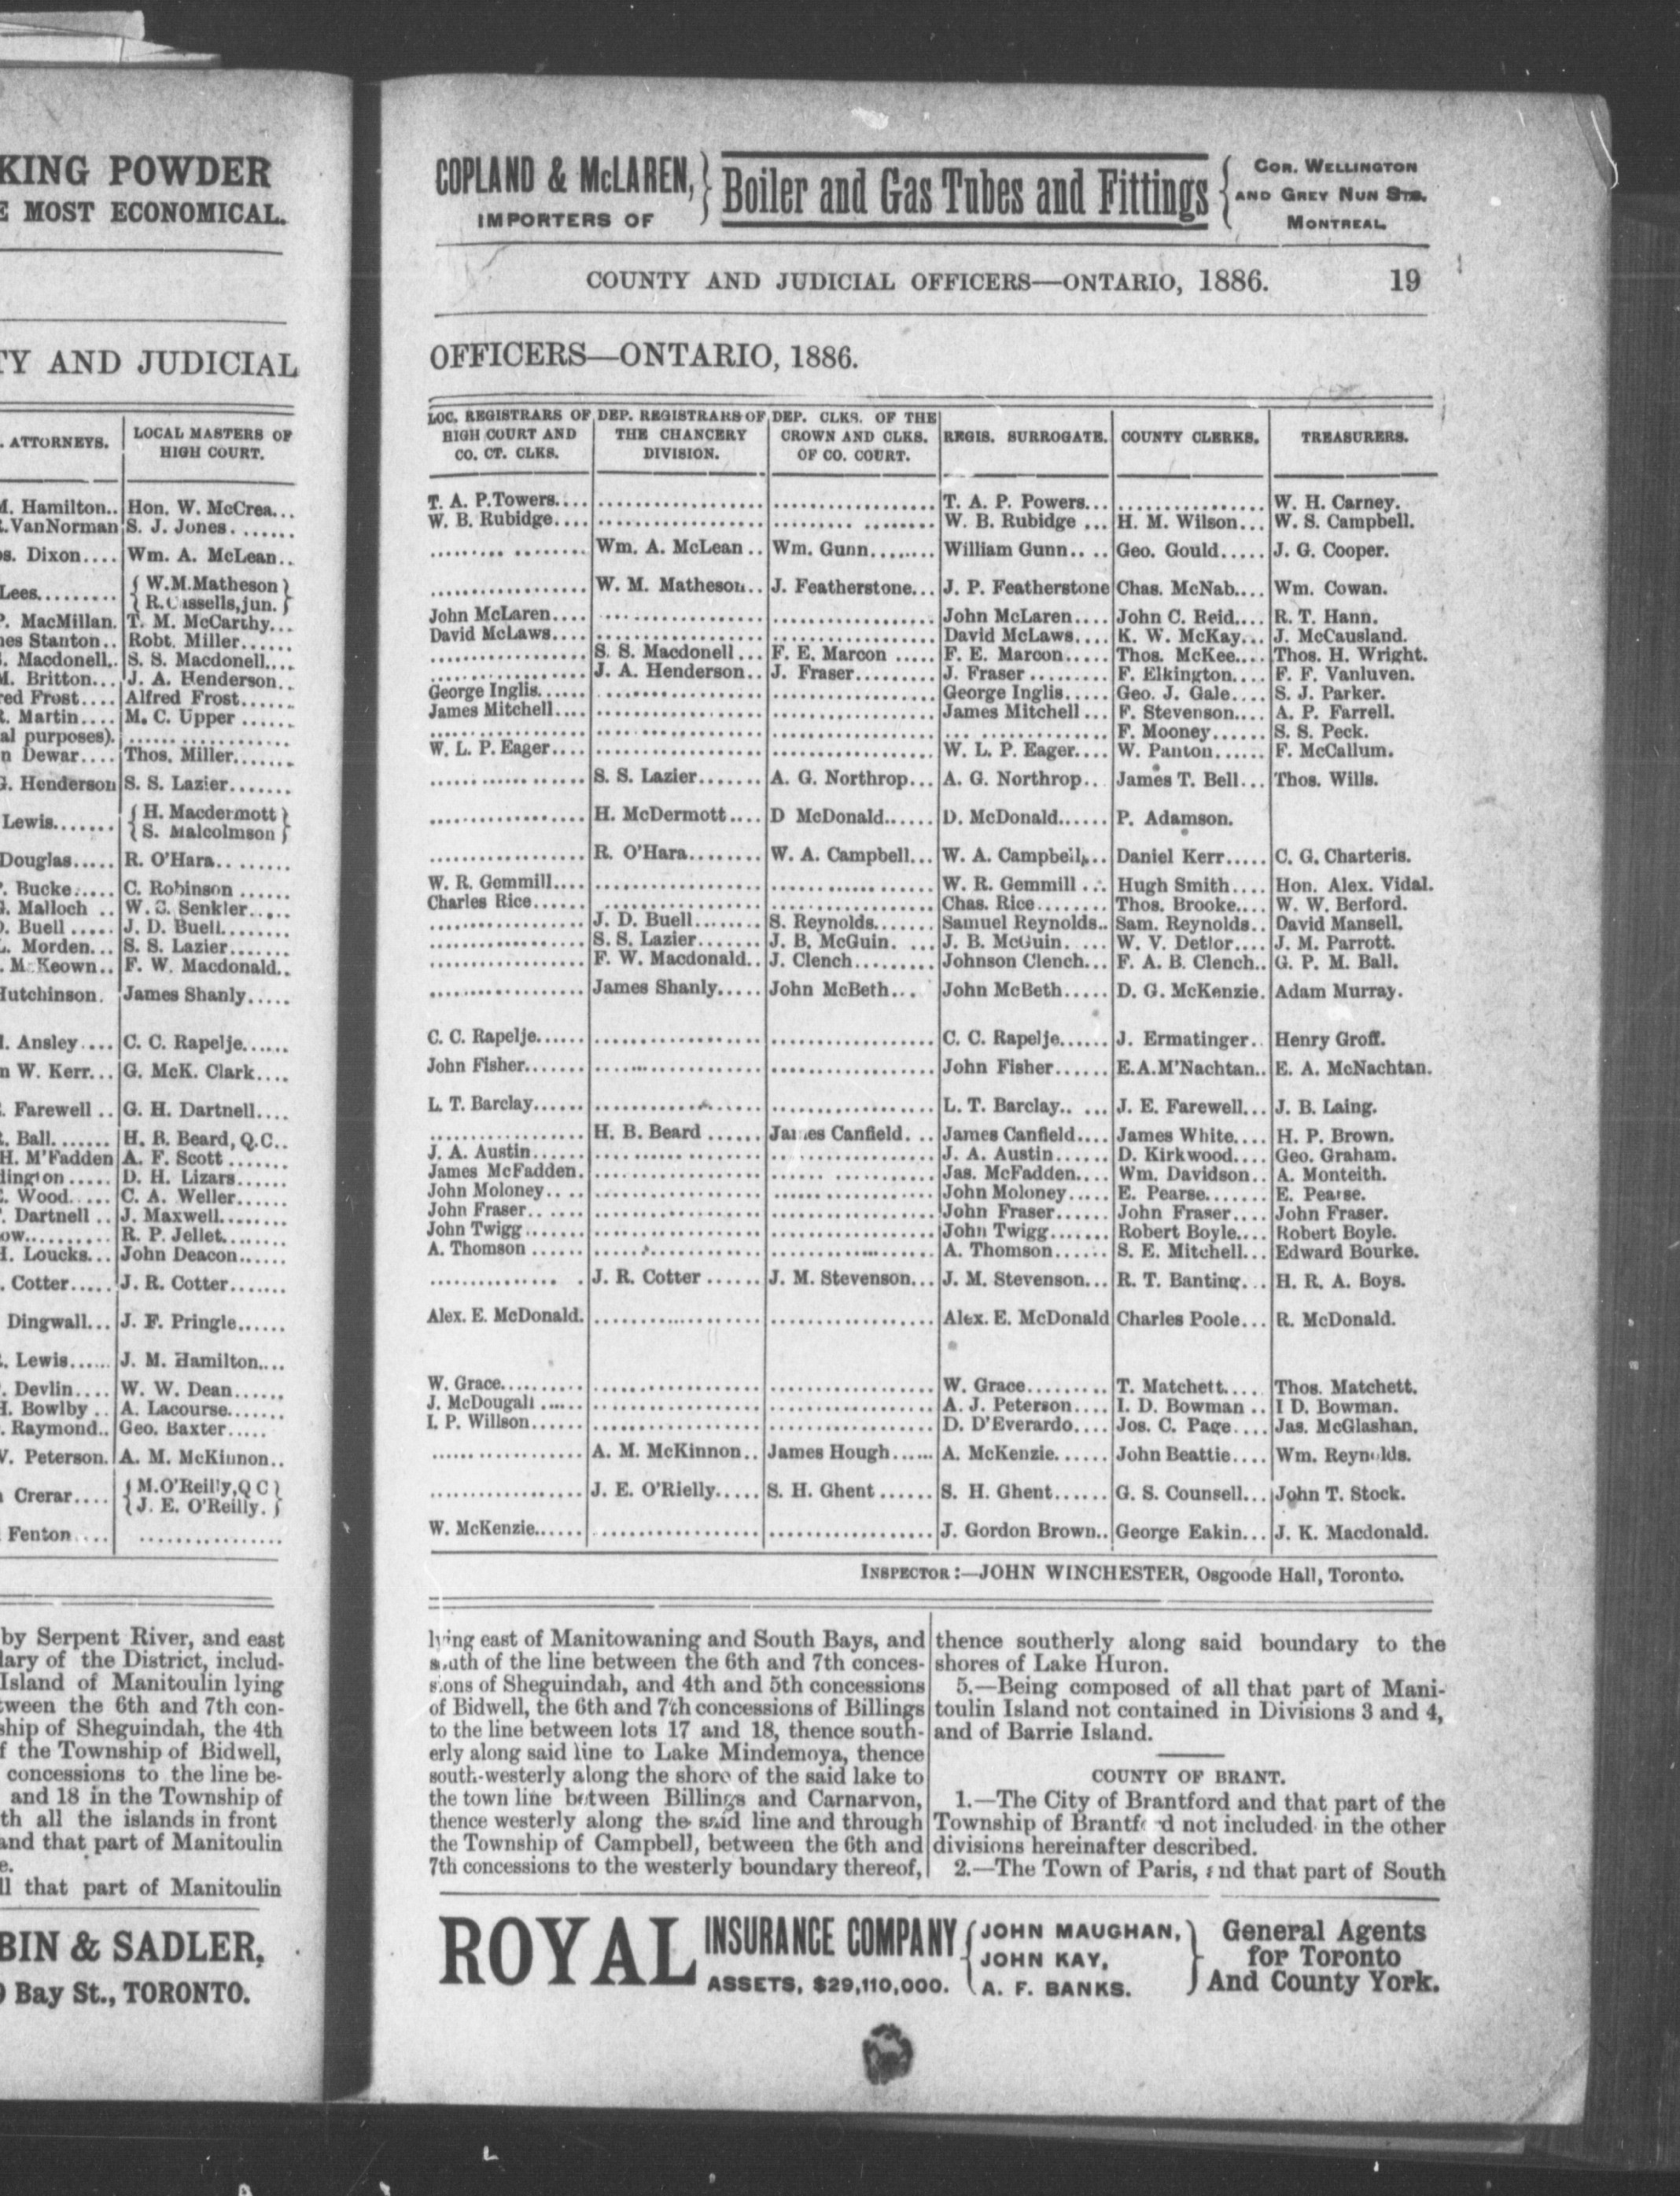 KING POWDER
MOST ECONOMICAL.
TY AND JUDICIAL
ATTORNEYS. LOCAL MASTERS OF
HIGH COURT.
M. Hamilton.. Hon. W. McCrea...
VanNorman S. J. Jones.......
Dixon.... Wm. A. McLean..
Lees......... { W.M.Matheson }
{ R.Cassells,jun. }
P. MacMillan. T. M. McCarthy...
Stanton.. Robt. Miller......
Macdonell.. S. S. Macdonell....
M. Britton... J. A. Henderson..
Frost.... Alfred Frost......
R. Martin.... M. C. Upper ......
al purposes). ................
n Dewar.... Thos. Miller.......
G. Henderson S. S. Lazier.......
Lewis....... { H. Macdermott }
{ S. Malcolmson }
Douglas..... R. O'Hara.. .......
Bucke..... C. Robinson ......
Malloch .. W. S. Senkler.....
Buell ..... J. D. Buell........
Morden... S. S. Lazier.......
McKeown.. F. W. Macdonald..
Hutchinson. James Shanly.....
Ansley .... C. C. Rapelje......
W. Kerr... G. McK. Clark....
Farewell .. G. H. Dartnell....
Ball....... H. B. Beard, Q.C..
H. M'Fadden A. F. Scott .......
dington ..... D. H. Lizars......
Wood..... C. A. Weller......
Dartnell .. J. Maxwell........
ow.......... R. P. Jellet........
H. Loucks... John Deacon......
Cotter..... J. R. Cotter.......
Dingwall... J. F. Pringle......
Lewis...... J. M. Hamilton....
Devlin.... W. W. Dean......
H. Bowlby .. A. Lacourse.......
Raymond.. Geo. Baxter.....
Peterson. A. M. McKinnon..
Crerar.... { M.O'Reilly,Q C }
{ J. E. O'Reilly. }
Fenton .... ................
by Serpent River, and east
dary of the District, includ-
Island of Manitoulin lying
tween the 6th and 7th con-
ship of Sheguindah, the 4th
f the Township of Bidwell,
concessions to the line be-
and 18 in the Township of
th all the islands in front
and that part of Manitoulin
e.
ll that part of Manitoulin
BIN & SADLER,
Bay St., TORONTO.
COPLAND & McLAREN, } Boiler and Gas Tubes and Fittings { COR. WELLINGTON
IMPORTERS OF AND GREY NUN STS.
MONTREAL.
COUNTY AND JUDICIAL OFFICERS—ONTARIO, 1886. 19
OFFICERS—ONTARIO, 1886.
LOC. REGISTRARS OF DEP. REGISTRARS OF DEP. CLKS. OF THE
HIGH COURT AND THE CHANCERY CROWN AND CLKS. REGIS. SURROGATE. COUNTY CLERKS. TREASURERS.
CO. CT. CLKS. DIVISION. OF CO. COURT.
T. A. P.Towers.... ................. ................. T. A. P. Powers... ................ W. H. Carney.
W. B. Rubidge.... ................. ................. W. B. Rubidge ... H. M. Wilson... W. S. Campbell.
................. Wm. A. McLean .. Wm. Gunn........ William Gunn.. .. Geo. Gould..... J. G. Cooper.
................. W. M. Matheson.. J. Featherstone... J. P. Featherstone Chas. McNab.... Wm. Cowan.
John McLaren.... ................. ................. John McLaren.... John C. Reid.... R. T. Hann.
David McLaws.... ................. ................. David McLaws.... K. W. McKay... J. McCausland.
................. S. S. Macdonell ... F. E. Marcon ..... F. E. Marcon..... Thos. McKee.... Thos. H. Wright.
................. J. A. Henderson.. J. Fraser......... J. Fraser ......... F. Elkington.... F. F. Vanluven.
George Inglis...... ................. ................. George Inglis..... Geo. J. Gale.... S. J. Parker.
James Mitchell.... ................. ................. James Mitchell ... F. Stevenson.... A. P. Farrell.
................. ................. ................. ................. F. Mooney...... S. S. Peck.
W. L. P. Eager.... ................. ................. W. L. P. Eager.... W. Panton...... F. McCallum.
................. S. S. Lazier....... A. G. Northrop... A. G. Northrop.. James T. Bell... Thos. Wills.
................. H. McDermott.... D McDonald...... D. McDonald...... P. Adamson.
................. R. O'Hara........ W. A. Campbell... W. A. Campbell... Daniel Kerr..... C. G. Charteris.
W. R. Gemmill.... ................. ................. W. R. Gemmill ... Hugh Smith.... Hon. Alex. Vidal.
Charles Rice...... ................. ................. Chas. Rice........ Thos. Brooke.... W. W. Berford.
................. J. D. Buell........ S. Reynolds....... Samuel Reynolds.. Sam. Reynolds.. David Mansell.
................. S. S. Lazier....... J. B. McGuin. ... J. B. McGuin. .... W. V. Detlor.... J. M. Parrott.
................. F. W. Macdonald.. J. Clench......... Johnson Clench... F. A. B. Clench.. G. P. M. Ball.
................. James Shanly..... John McBeth... John McBeth..... D. G. McKenzie. Adam Murray.
C. C. Rapelje...... ................. ................. C. C. Rapelje...... J. Ermatinger.. Henry Groff.
John Fisher....... ................. ................. John Fisher...... E.A.M'Nachtan.. E. A. McNachtan.
L. T. Barclay...... ................. ................. L. T. Barclay.. ... J. E. Farewell... J. B. Laing.
................. H. B. Beard ...... James Canfield. .. James Canfield.... James White.... H. P. Brown.
J. A. Austin...... ................. ................. J. A. Austin...... D. Kirkwood.... Geo. Graham.
James McFadden. ................. ................. Jas. McFadden.... Wm. Davidson.. A. Monteith.
John Moloney.. .. ................. ................. John Moloney..... E. Pearse....... E. Pearse.
John Fraser.. ..... ................. ................. John Fraser...... John Fraser.... John Fraser.
John Twigg ....... ................. ................. John Twigg....... Robert Boyle.... Robert Boyle.
A. Thomson ...... ................. ................. A. Thomson...... S. E. Mitchell... Edward Bourke.
................. J. R. Cotter ...... J. M. Stevenson... J. M. Stevenson... R. T. Banting... H. R. A. Boys.
Alex. E. McDonald. ................. ................. Alex. E. McDonald Charles Poole... R. McDonald.
W. Grace.......... ................. ................. W. Grace......... T. Matchett..... Thos. Matchett.
J. McDougall ..... ................. ................. A. J. Peterson.... I. D. Bowman .. I D. Bowman.
I. P. Willson...... ................. ................. D. D'Everardo.... Jos. C. Page.... Jas. McGlashan.
................. A. M. McKinnon.. James Hough...... A. McKenzie...... John Beattie.... Wm. Reynolds.
................. J. E. O'Rielly..... S. H. Ghent ...... S. H. Ghent...... G. S. Counsell... John T. Stock.
W. McKenzie...... ................. ................. J. Gordon Brown.. George Eakin... J. K. Macdonald.
INSPECTOR:—JOHN WINCHESTER, Osgoode Hall, Toronto.
lying east of Manitowaning and South Bays, and
south of the line between the 6th and 7th conces-
sions of Sheguindah, and 4th and 5th concessions
of Bidwell, the 6th and 7th concessions of Billings
to the line between lots 17 and 18, thence south-
erly along said line to Lake Mindemoya, thence
south-westerly along the shore of the said lake to
the town line between Billings and Carnarvon,
thence westerly along the said line and through
the Township of Campbell, between the 6th and
7th concessions to the westerly boundary thereof,
thence southerly along said boundary to the
shores of Lake Huron.
5.—Being composed of all that part of Mani-
toulin Island not contained in Divisions 3 and 4,
and of Barrie Island.
COUNTY OF BRANT.
1.—The City of Brantford and that part of the
Township of Brantford not included in the other
divisions hereinafter described.
2.—The Town of Paris, and that part of South
ROYAL INSURANCE COMPANY { JOHN MAUGHAN, } General Agents
JOHN KAY, for Toronto
ASSETS, $29,110,000. A. F. BANKS. And County York.